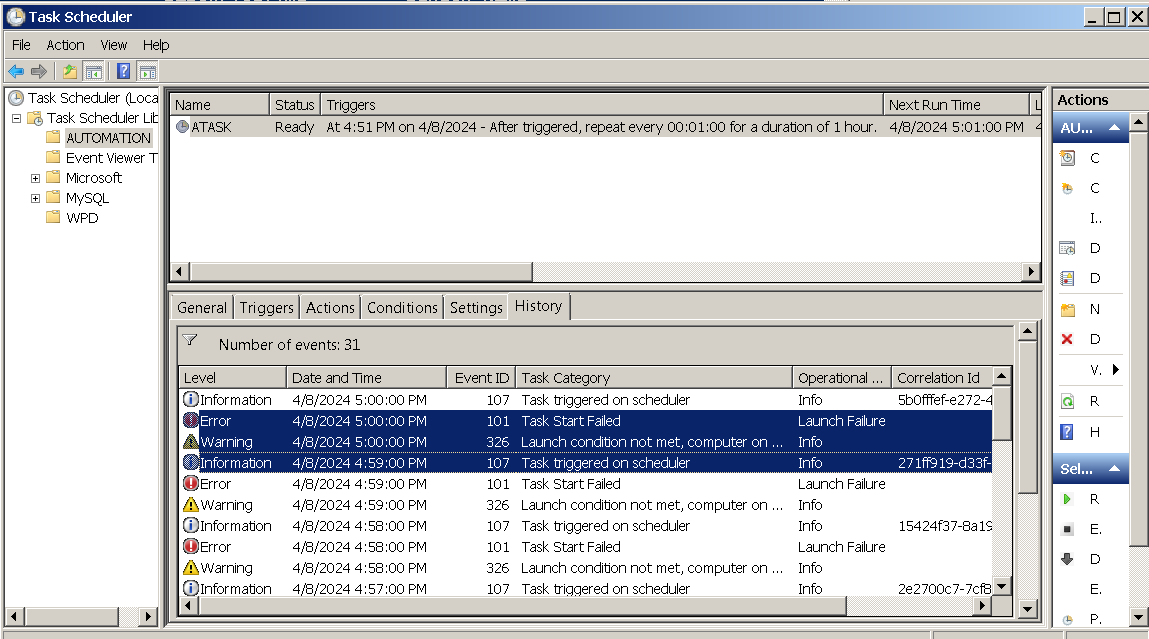 Task Scheduler
File Action View Help
Task Scheduler (Loca
Task Scheduler Lib
AUTOMATION
Event Viewer T
Microsoft
MySQL
WPD
Name Status Triggers Next Run Time L
ATASK Ready At 4:51 PM on 4/8/2024 - After triggered, repeat every 00:01:00 for a duration of 1 hour. 4/8/2024 5:01:00 PM 4
General Triggers Actions Conditions Settings History
Number of events: 31
Level Date and Time Event ID Task Category Operational ... Correlation Id
Information 4/8/2024 5:00:00 PM 107 Task triggered on scheduler Info 5b0fffef-e272-4
Error 4/8/2024 5:00:00 PM 101 Task Start Failed Launch Failure
Warning 4/8/2024 5:00:00 PM 326 Launch condition not met, computer on ... Info
Information 4/8/2024 4:59:00 PM 107 Task triggered on scheduler Info 271ff919-d33f-
Error 4/8/2024 4:59:00 PM 101 Task Start Failed Launch Failure
Warning 4/8/2024 4:59:00 PM 326 Launch condition not met, computer on ... Info
Information 4/8/2024 4:58:00 PM 107 Task triggered on scheduler Info 15424f37-8a19
Error 4/8/2024 4:58:00 PM 101 Task Start Failed Launch Failure
Warning 4/8/2024 4:58:00 PM 326 Launch condition not met, computer on ... Info
Information 4/8/2024 4:57:00 PM 107 Task triggered on scheduler Info 2e2700c7-7cf8
Actions
AU...
C
C
I..
D
D
N
D
V.
R
H
Sel...
R
E.
D
E.
P.